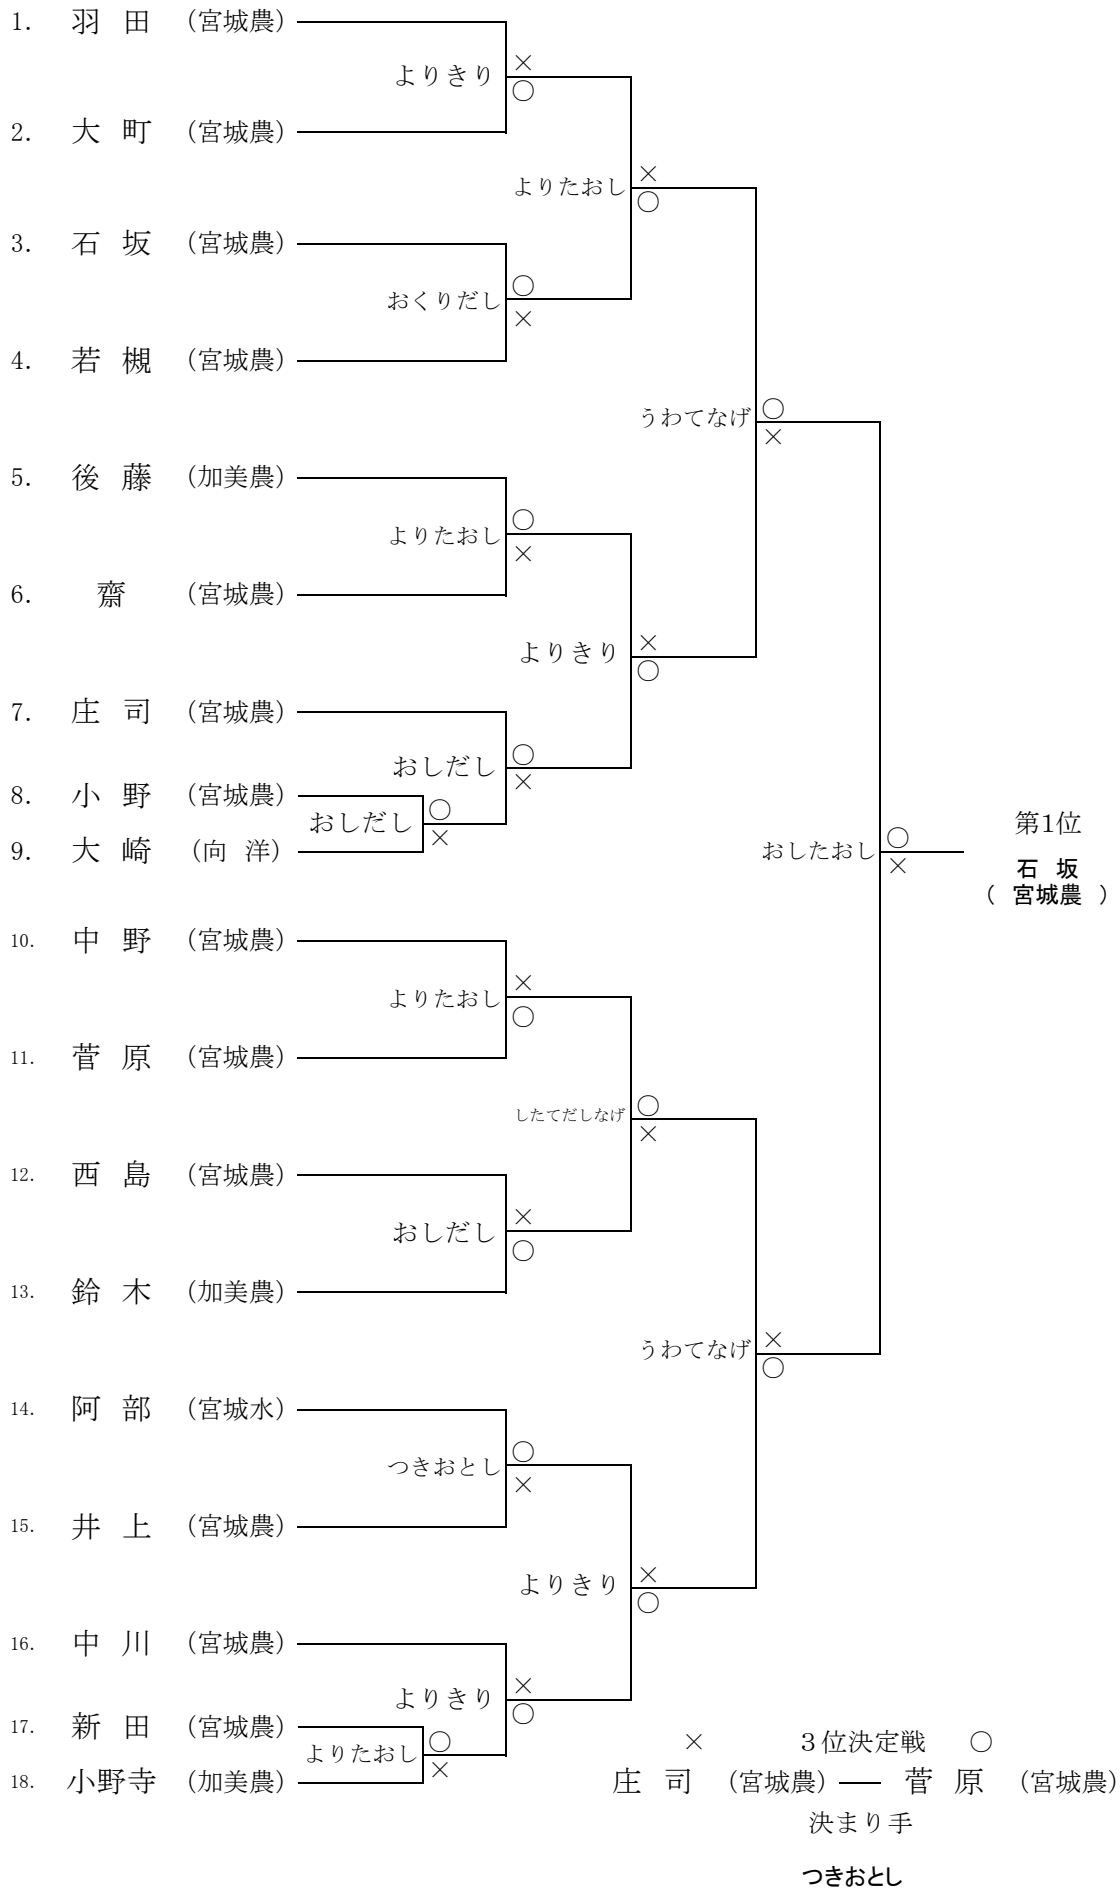 1. 羽田 （宮城農）
よりきり
×
○
2. 大町 （宮城農）
よりたおし
×
○
3. 石坂 （宮城農）
おくりだし
○
×
4. 若槻 （宮城農）
うわてなげ
○
×
5. 後藤 （加美農）
よりたおし
○
×
6. 齋 （宮城農）
よりきり
×
○
7. 庄司 （宮城農）
おしだし
○
×
8. 小野 （宮城農）
おしだし
○
×
9. 大崎 （向洋）
おしたおし
○
×
第1位
石坂
（ 宮城農 ）
10. 中野 （宮城農）
よりたおし
×
○
11. 菅原 （宮城農）
したてだしなげ
○
×
12. 西島 （宮城農）
おしだし
×
○
13. 鈴木 （加美農）
うわてなげ
×
○
14. 阿部 （宮城水）
つきおとし
○
×
15. 井上 （宮城農）
よりきり
×
○
16. 中川 （宮城農）
よりきり
×
○
17. 新田 （宮城農）
よりたおし
○
×
18. 小野寺 （加美農）
× ３位決定戦 ○
庄司 （宮城農） ― 菅原 （宮城農）
決まり手
つきおとし